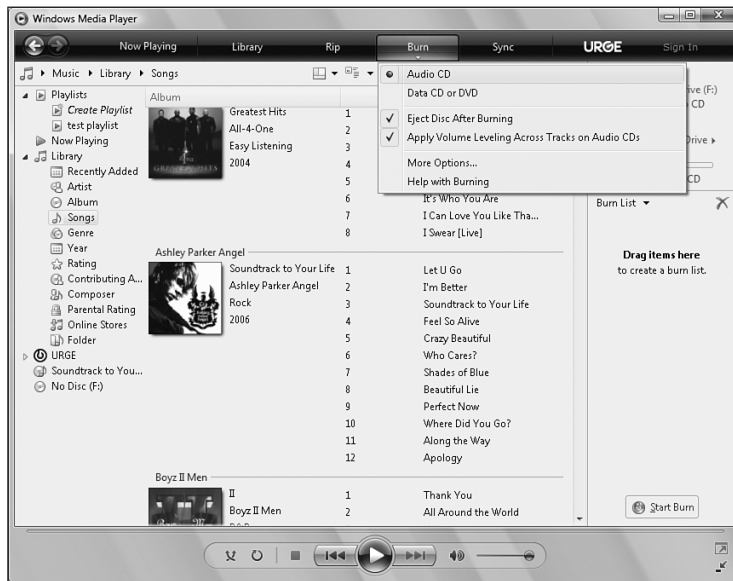 Windows Media Player
Now Playing Library Rip Burn Sync URGE Sign In
Music Library Songs
Audio CD
Data CD or DVD
Eject Disc After Burning
Apply Volume Leveling Across Tracks on Audio CDs
More Options...
Help with Burning
ive (F:)
CD
Drive
CD
Playlists
Create Playlist
test playlist
Now Playing
Library
Recently Added
Artist
Album
Songs
Genre
Year
Rating
Contributing A...
Composer
Parental Rating
Online Stores
Folder
URGE
Soundtrack to You...
No Disc (F:)
Album
GREATEST HITS
Greatest Hits
All-4-One
Easy Listening
2004
1
2
3
4
5
6 It's Who You Are
7 I Can Love You Like Tha...
8 I Swear [Live]
Ashley Parker Angel
Soundtrack to Your Life
Ashley Parker Angel
Rock
2006
1 Let U Go
2 I'm Better
3 Soundtrack to Your Life
4 Feel So Alive
5 Crazy Beautiful
6 Who Cares?
7 Shades of Blue
8 Beautiful Lie
9 Perfect Now
10 Where Did You Go?
11 Along the Way
12 Apology
Boyz II Men
II
Boyz II Men
1 Thank You
2 All Around the World
Burn List
Drag items here
to create a burn list.
Start Burn